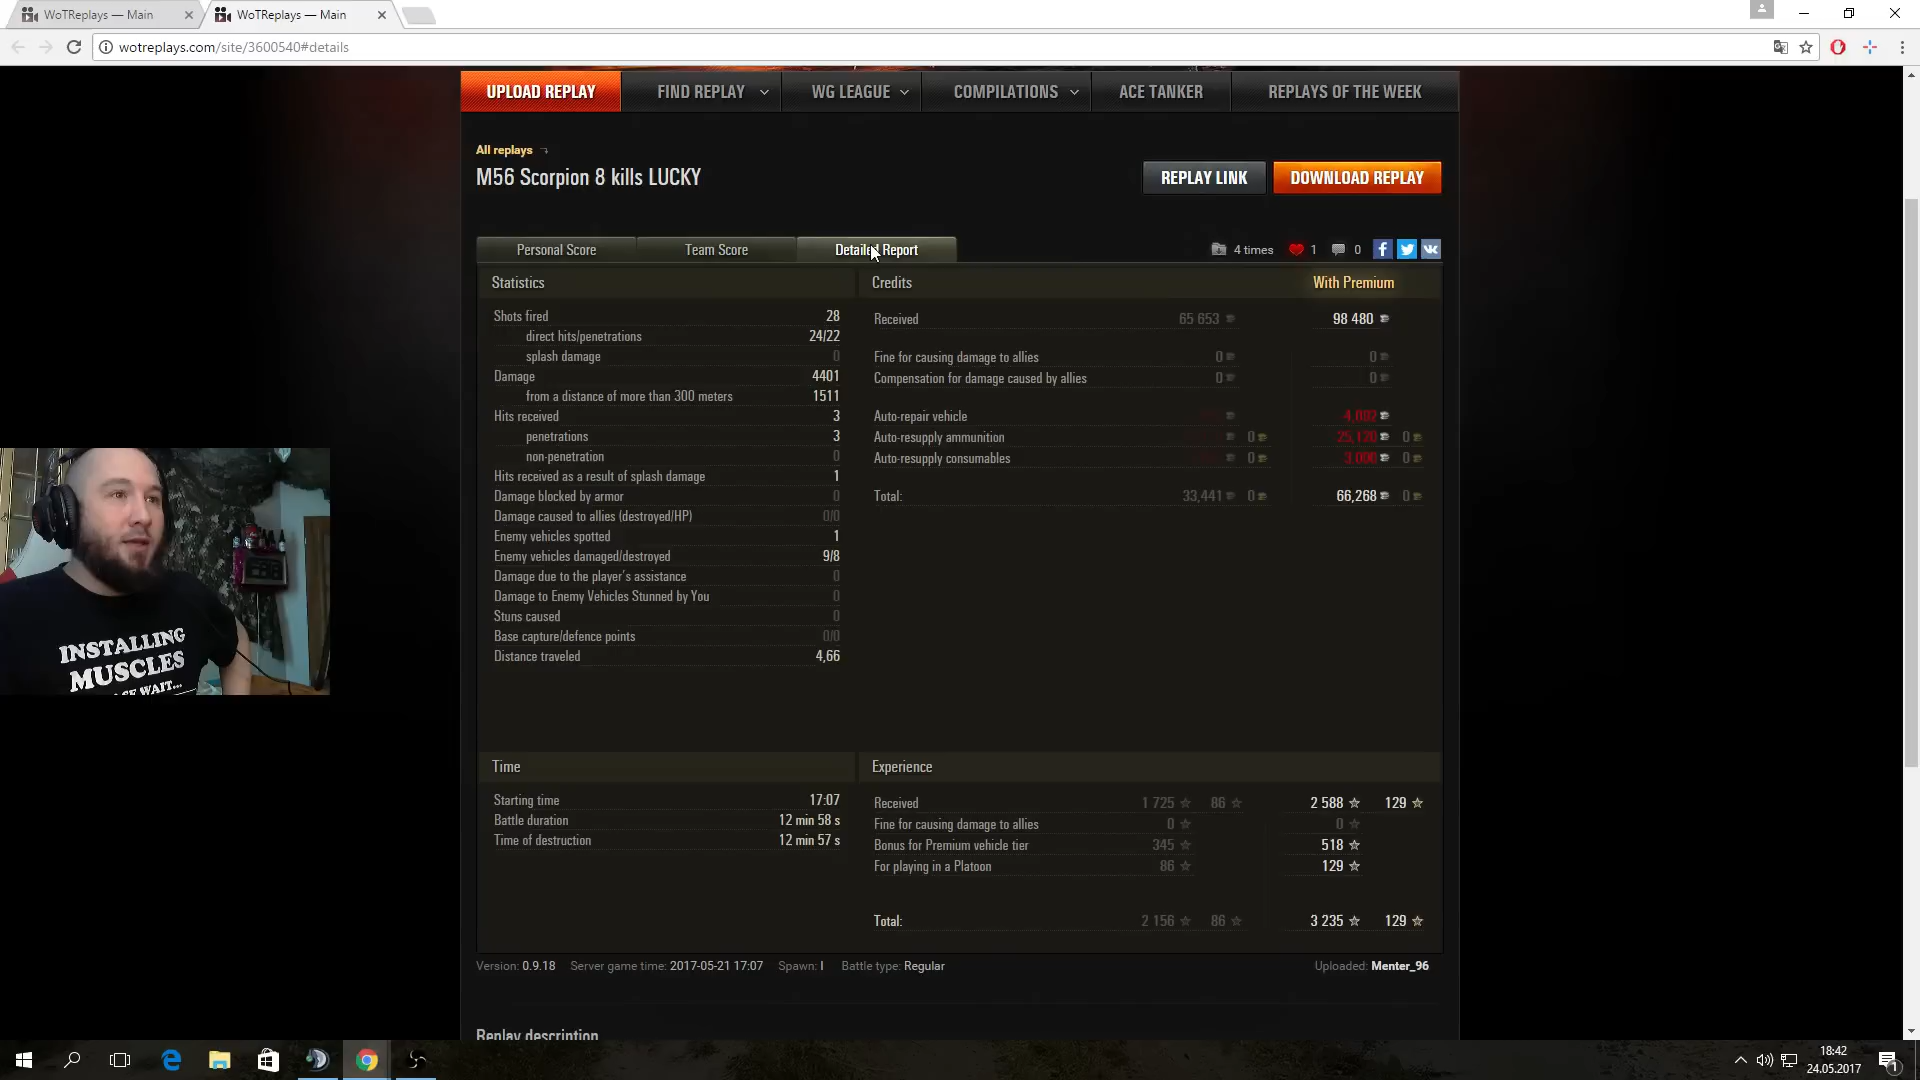 WoTReplays — Main
WoTReplays — Main
wotreplays.com/site/3600540#details
UPLOAD REPLAY FIND REPLAY WG LEAGUE COMPILATIONS ACE TANKER REPLAYS OF THE WEEK
All replays
M56 Scorpion 8 kills LUCKY
REPLAY LINK DOWNLOAD REPLAY
Personal Score Team Score Detailed Report 4 times 1 0
Statistics
Shots fired 28
direct hits/penetrations 24/22
splash damage 0
Damage 4401
from a distance of more than 300 meters 1511
Hits received 3
penetrations 3
non-penetration 0
Hits received as a result of splash damage 1
Damage blocked by armor 0
Damage caused to allies (destroyed/HP) 0/0
Enemy vehicles spotted 1
Enemy vehicles damaged/destroyed 9/8
Damage due to the player's assistance 0
Damage to Enemy Vehicles Stunned by You 0
Stuns caused 0
Base capture/defence points 0/0
Distance traveled 4,66
Credits With Premium
Received 65 653 98 480
Fine for causing damage to allies 0 0
Compensation for damage caused by allies 0 0
Auto-repair vehicle 4,002
Auto-resupply ammunition 0 25,120 0
Auto-resupply consumables 0 3,000 0
Total: 33,441 0 66,268 0
Time
Starting time 17:07
Battle duration 12 min 58 s
Time of destruction 12 min 57 s
Experience
Received 1 725 86 2 588 129
Fine for causing damage to allies 0 0
Bonus for Premium vehicle tier 345 518
For playing in a Platoon 86 129
Total: 2 156 86 3 235 129
Version: 0.9.18 Server game time: 2017-05-21 17:07 Spawn: I Battle type: Regular Uploaded: Menter_96
Replay description
INSTALLING
MUSCLES
WAIT...
18:42
24.05.2017